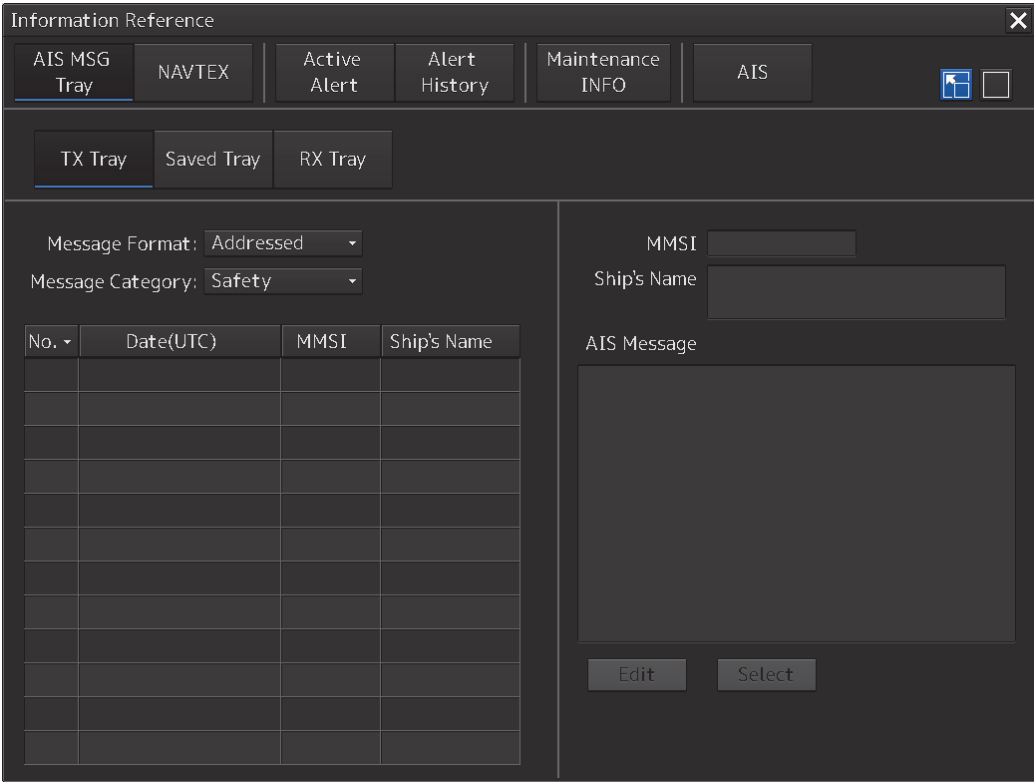 Information Reference
AIS MSG
Tray
NAVTEX
Active
Alert
Alert
History
Maintenance
INFO
AIS
TX Tray
Saved Tray
RX Tray
Message Format: Addressed
Message Category: Safety
No.
Date(UTC)
MMSI
Ship's Name
MMSI
Ship's Name
AIS Message
Edit
Select